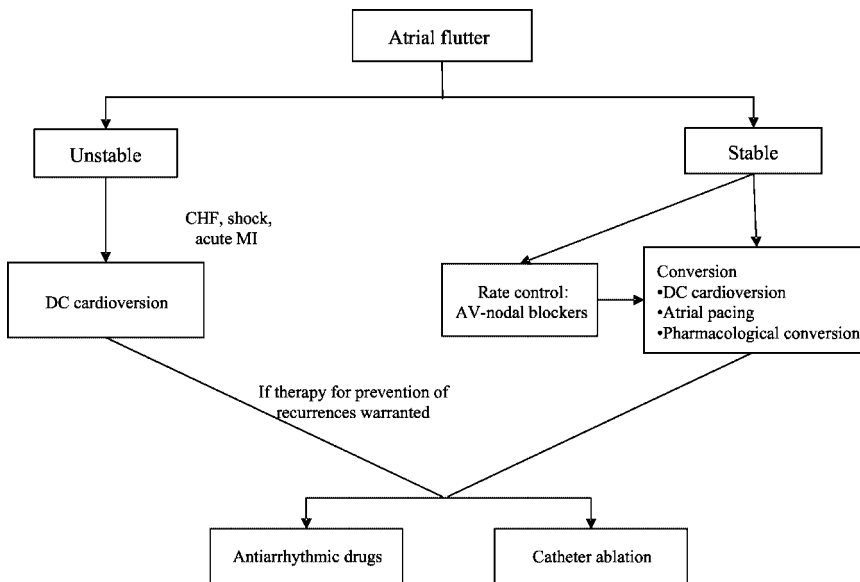 Atrial flutter
Unstable
Stable
CHF, shock,
acute MI
DC cardioversion
Rate control:
AV-nodal blockers
Conversion
•DC cardioversion
•Atrial pacing
•Pharmacological conversion
If therapy for prevention of
recurrences warranted
Antiarrhythmic drugs
Catheter ablation